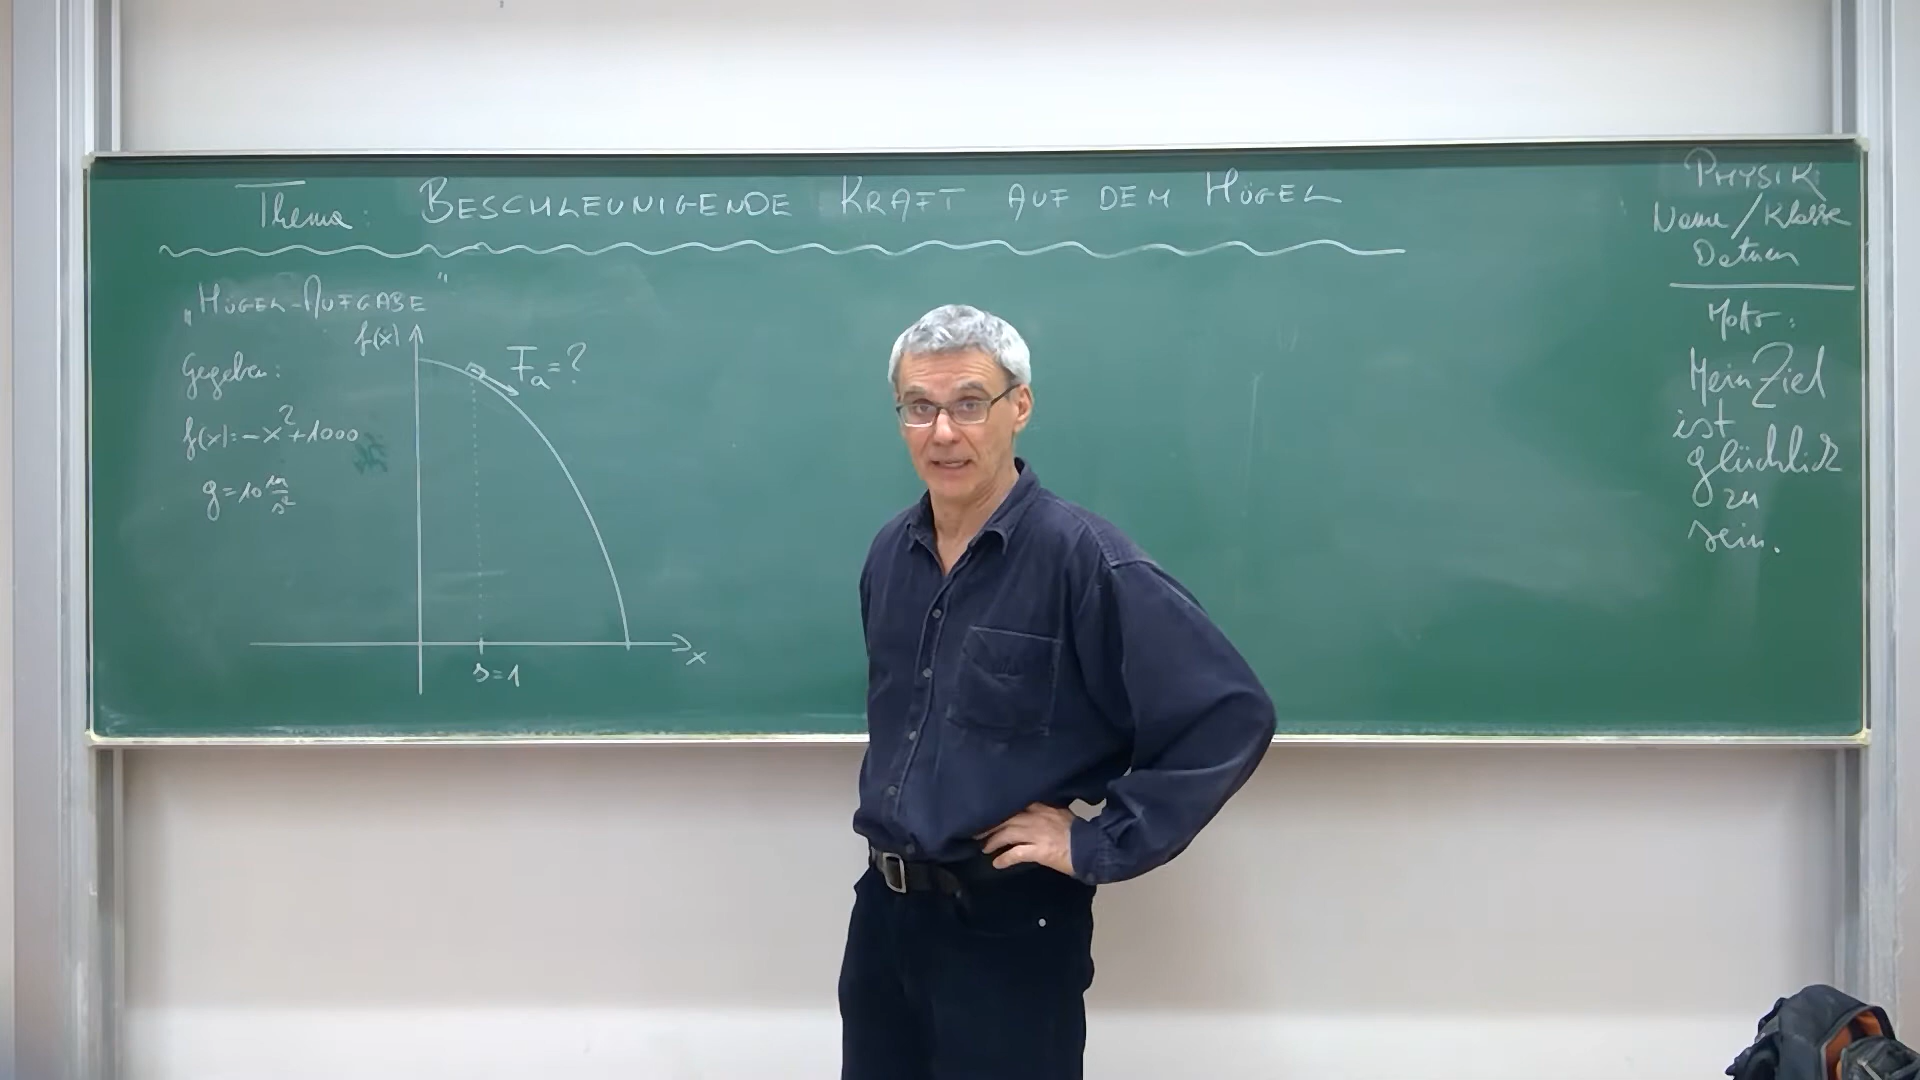 Thema: BESCHLEUNIGENDE KRAFT AUF DEM HÜGEL
„HÜGEL-AUFGABE“
Gegeben:
f(x)=-x²+1000
g=10 m/s²
f(x)
Fₐ=?
s=1
x
PHYSIK
Name/Klasse
Datum
Motto:
Mein Ziel
ist
glücklich
zu
sein.